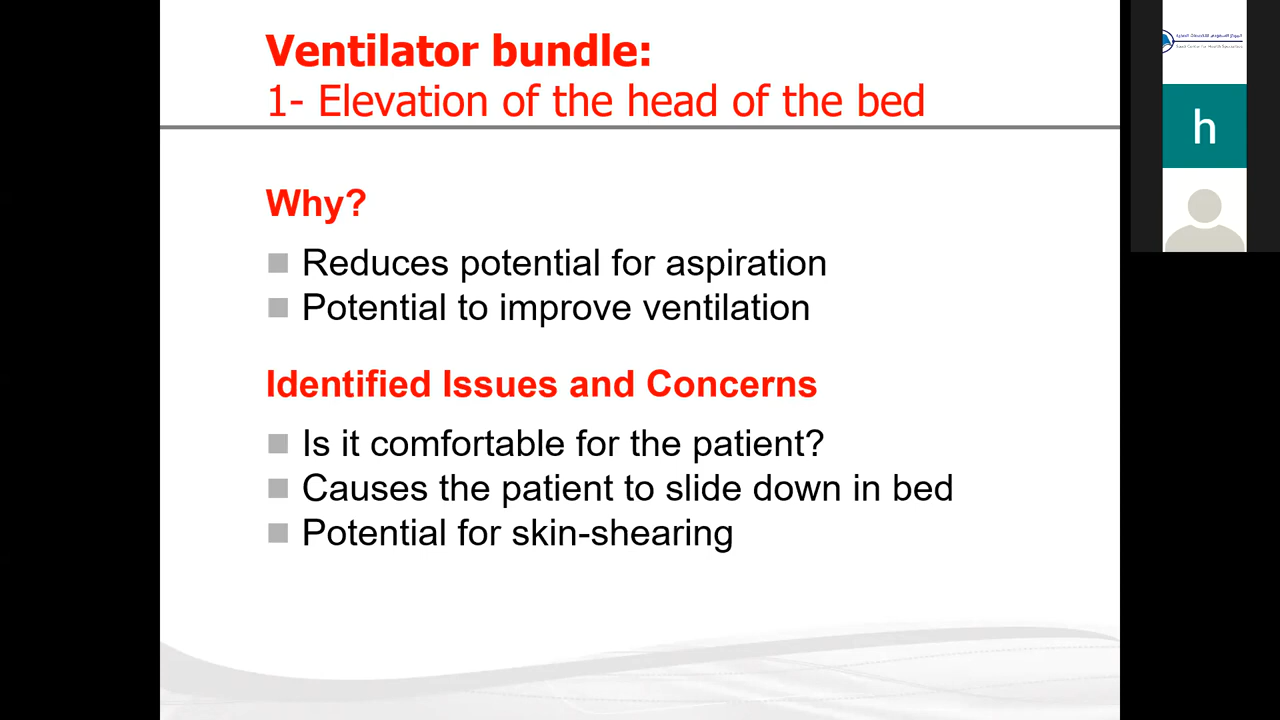 Ventilator bundle:
1- Elevation of the head of the bed
Why?
Reduces potential for aspiration
Potential to improve ventilation
Identified Issues and Concerns
Is it comfortable for the patient?
Causes the patient to slide down in bed
Potential for skin-shearing
h